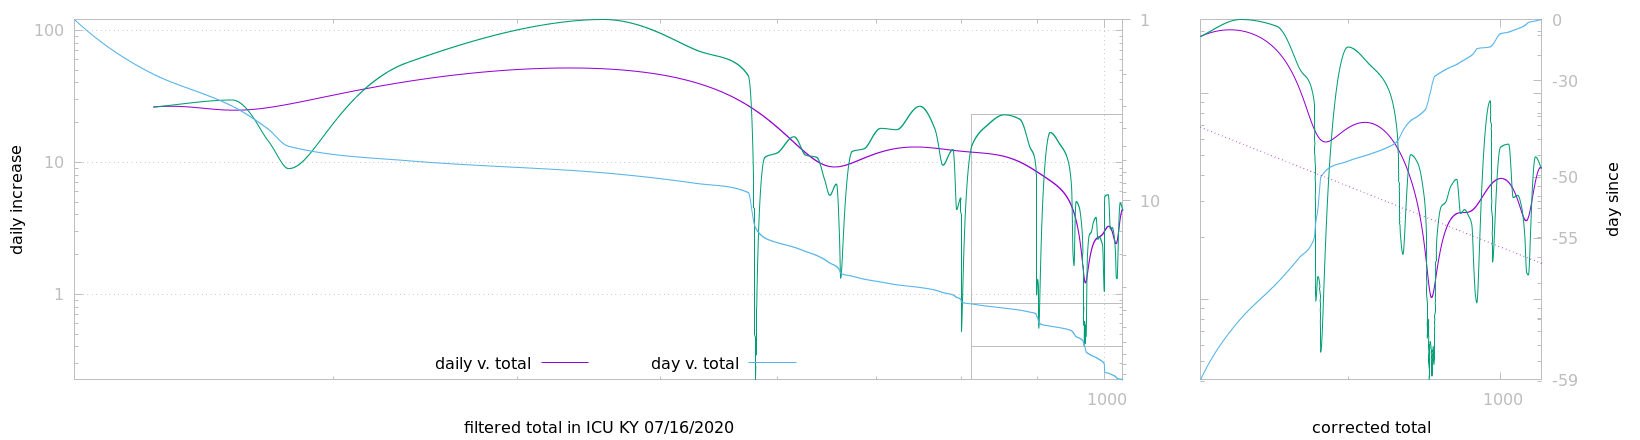 100
10
1
daily increase
daily v. total
day v. total
1
10
1000
filtered total in ICU KY 07/16/2020
0
-30
-50
-55
-59
day since
1000
corrected total